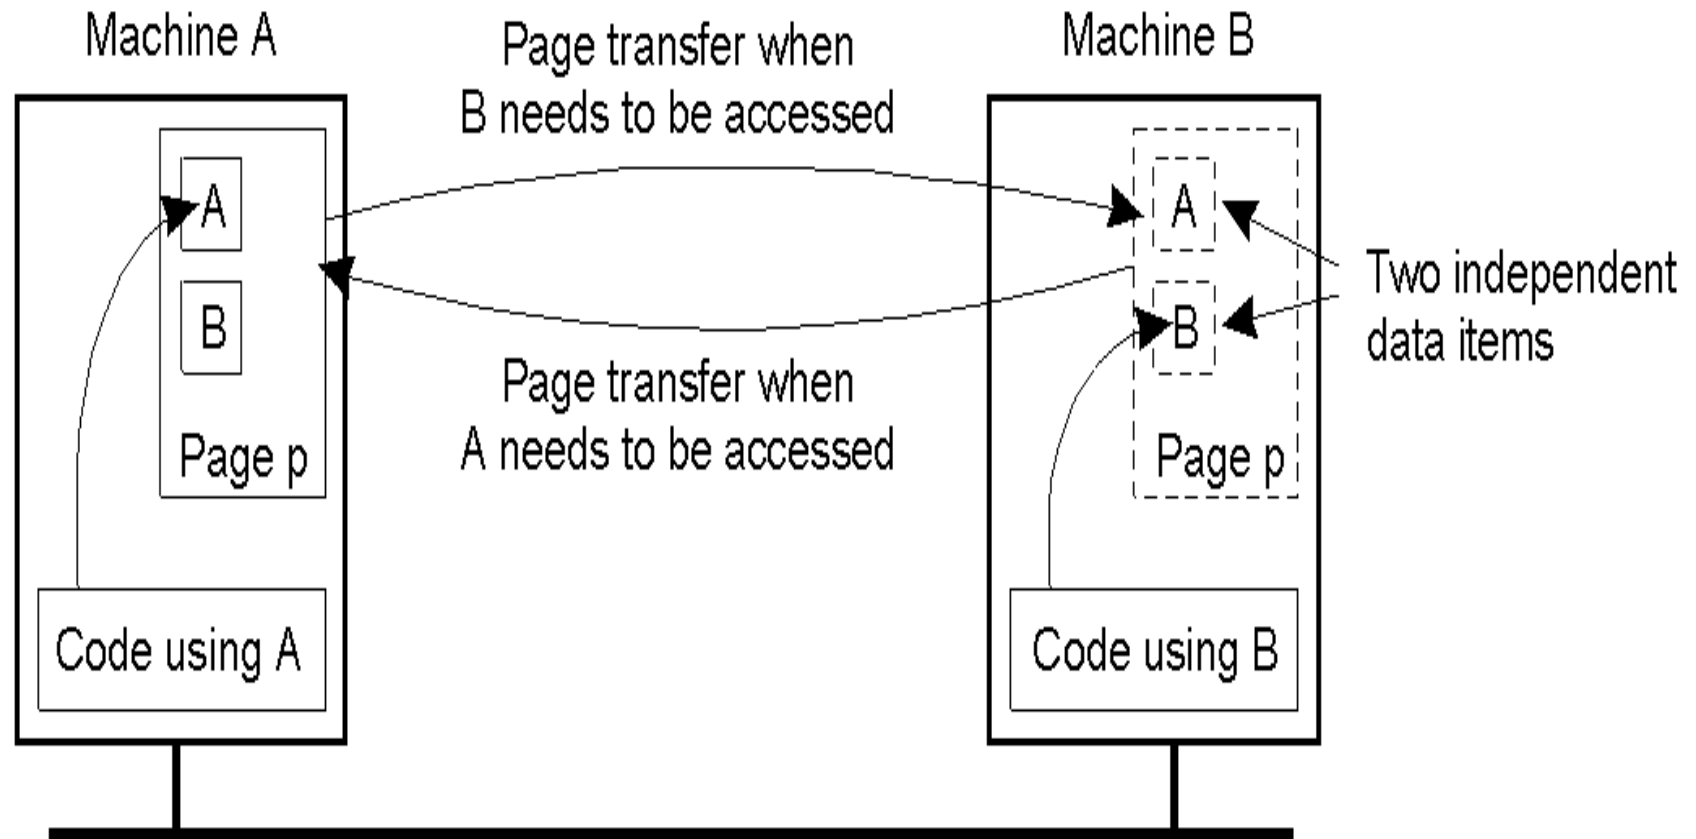 Machine A
Page transfer when
B needs to be accessed
Machine B
A
B
Page p
Code using A
Page transfer when
A needs to be accessed
A
B
Page p
Code using B
Two independent
data items